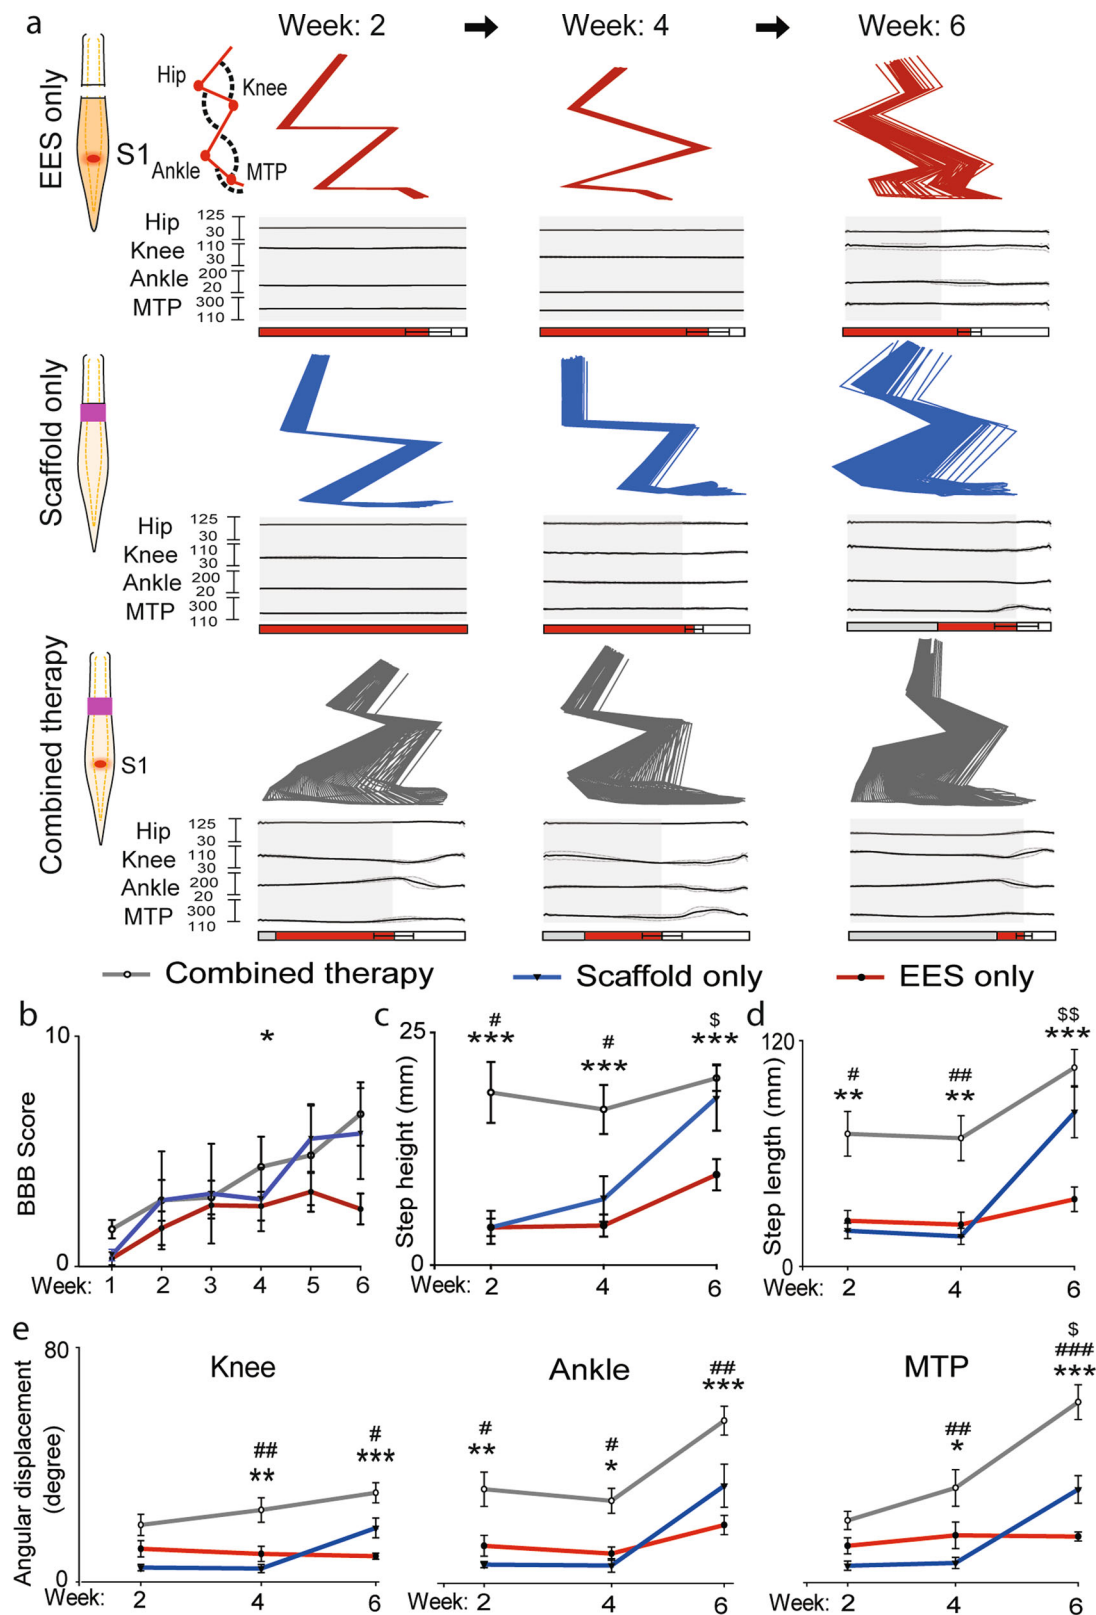 a
Week: 2
Week: 4
Week: 6
EES only
S1
Hip
Knee
Ankle
MTP
Hip 125 30
Knee 110 30
Ankle 200 20
MTP 300 110
Scaffold only
Hip 125 30
Knee 110 30
Ankle 200 20
MTP 300 110
Combined therapy
S1
Hip 125 30
Knee 110 30
Ankle 200 20
MTP 300 110
Combined therapy
Scaffold only
EES only
b
10
*
BBB Score
0
Week: 1 2 3 4 5 6
c
25
# # $
*** *** ***
Step height (mm)
0
Week: 2 4 6
d
120
# ## $$
** ** ***
Step length (mm)
0
Week: 2 4 6
e
80
Angular displacement
(degree)
0
Knee
## #
** ***
Week: 2 4 6
Ankle
# # ##
** * ***
Week: 2 4 6
MTP
$
## ###
* ***
Week: 2 4 6